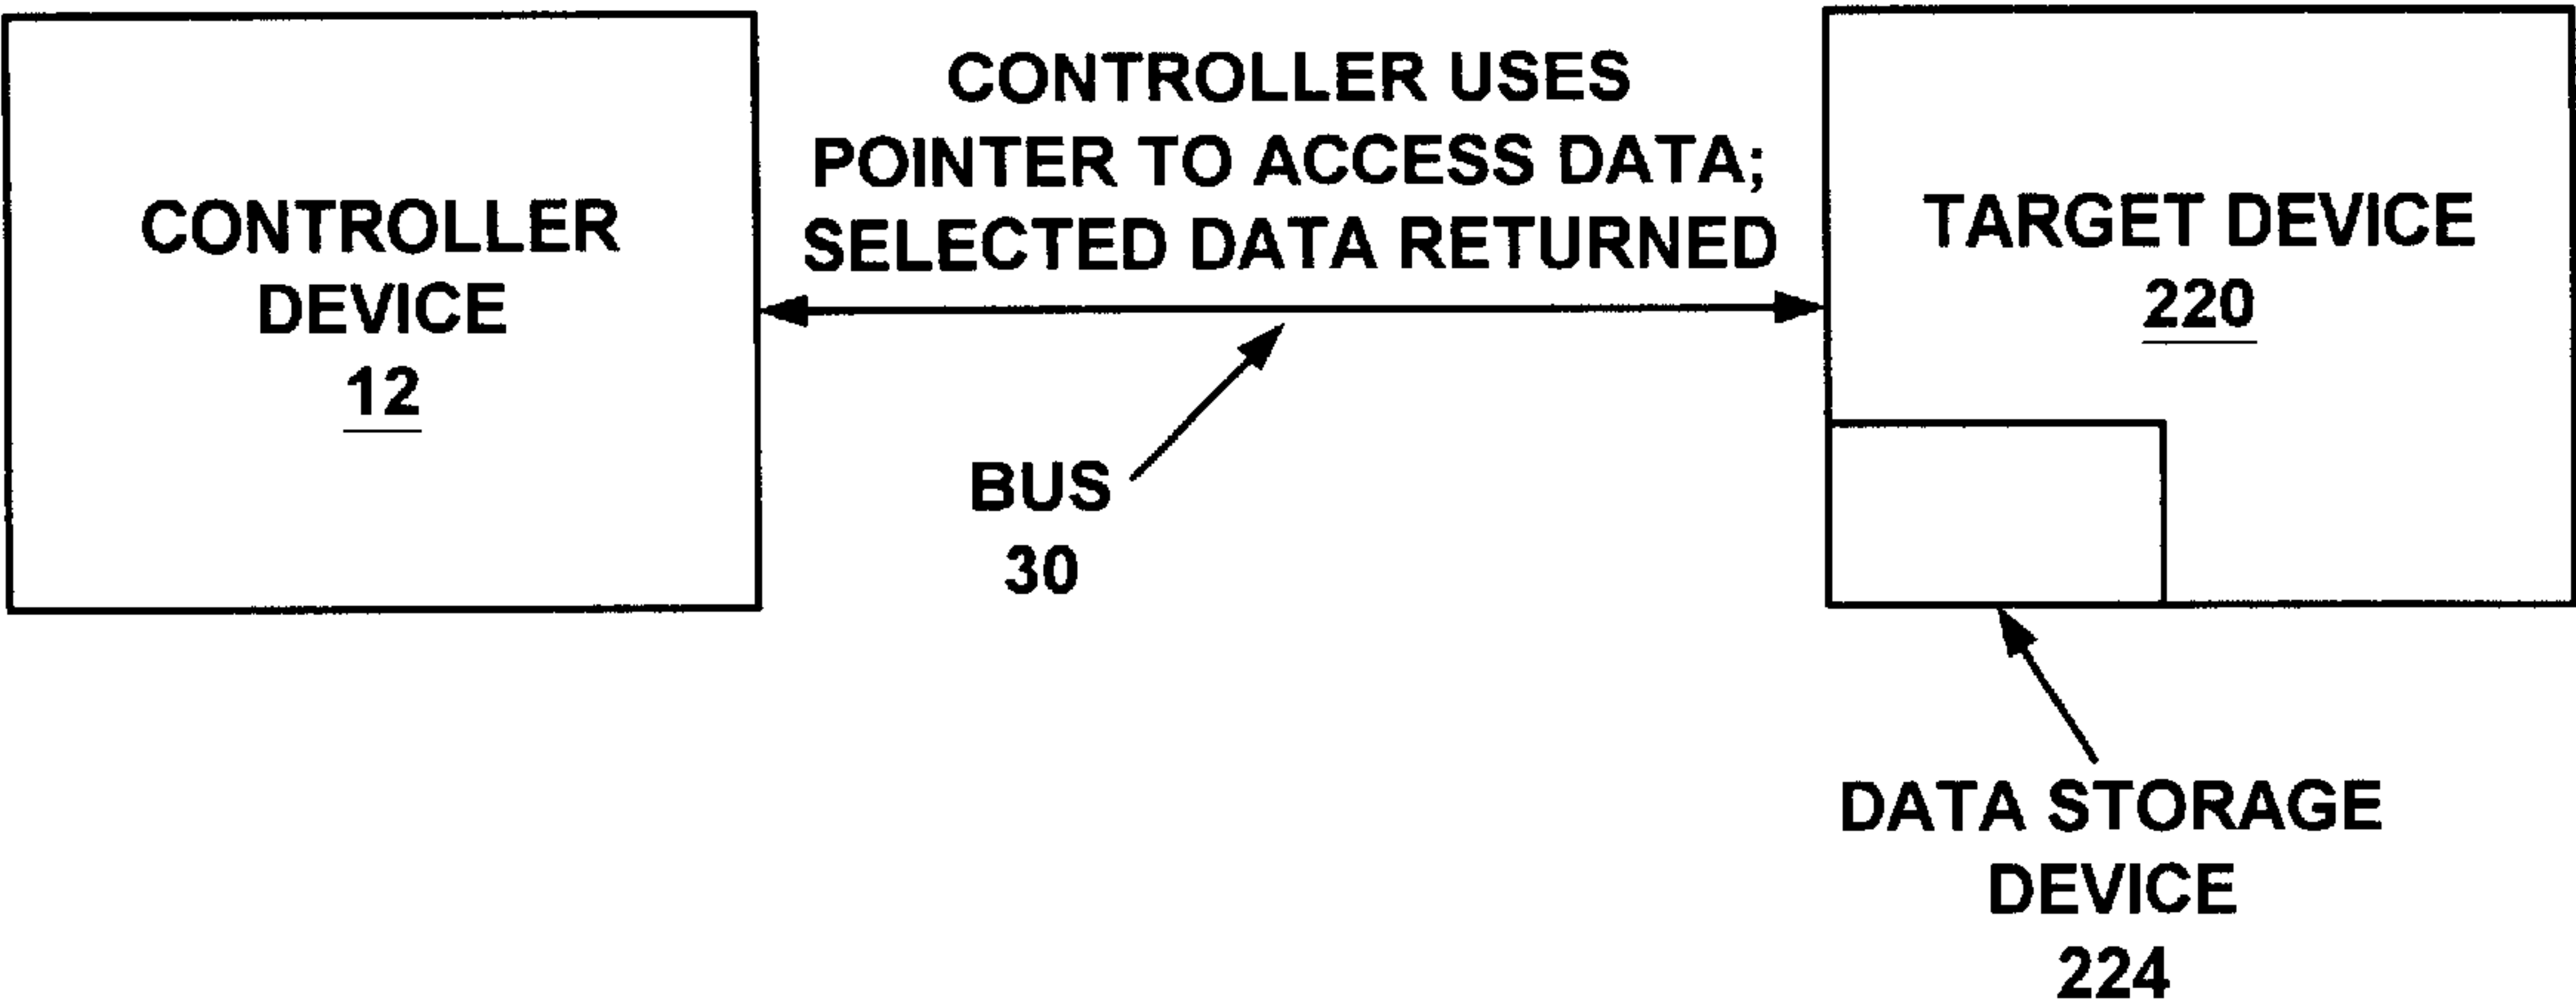 CONTROLLER
DEVICE
12
CONTROLLER USES
POINTER TO ACCESS DATA;
SELECTED DATA RETURNED
BUS
30
TARGET DEVICE
220
DATA STORAGE
DEVICE
224